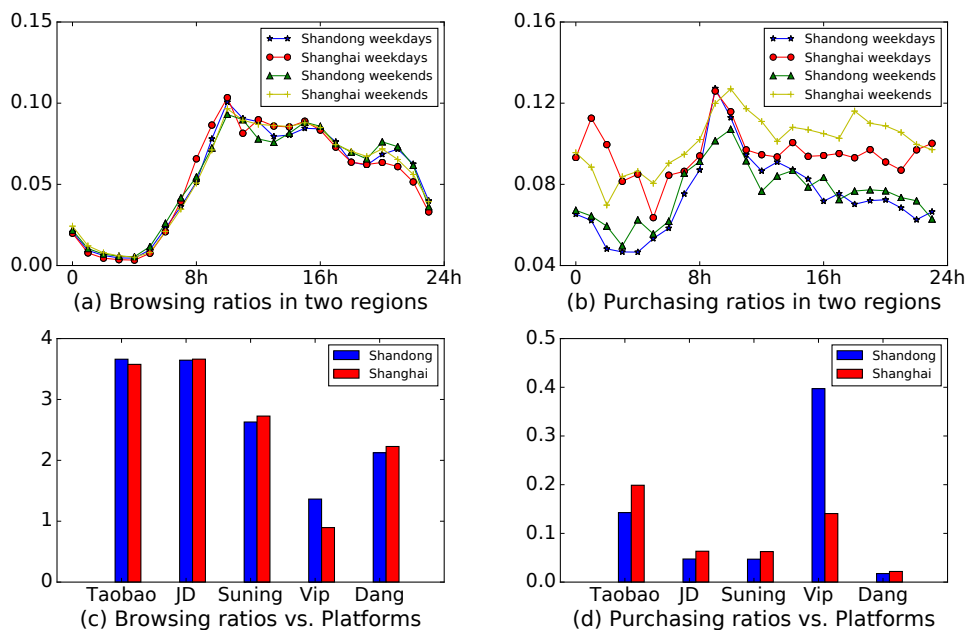 0.15
0.10
0.05
0.00
0 8h 16h 24h
Shandong weekdays
Shanghai weekdays
Shandong weekends
Shanghai weekends
(a) Browsing ratios in two regions
0.16
0.12
0.08
0.04
0 8h 16h 24h
Shandong weekdays
Shanghai weekdays
Shandong weekends
Shanghai weekends
(b) Purchasing ratios in two regions
4
3
2
1
0
Taobao JD Suning Vip Dang
Shandong
Shanghai
(c) Browsing ratios vs. Platforms
0.5
0.4
0.3
0.2
0.1
0.0
Taobao JD Suning Vip Dang
Shandong
Shanghai
(d) Purchasing ratios vs. Platforms